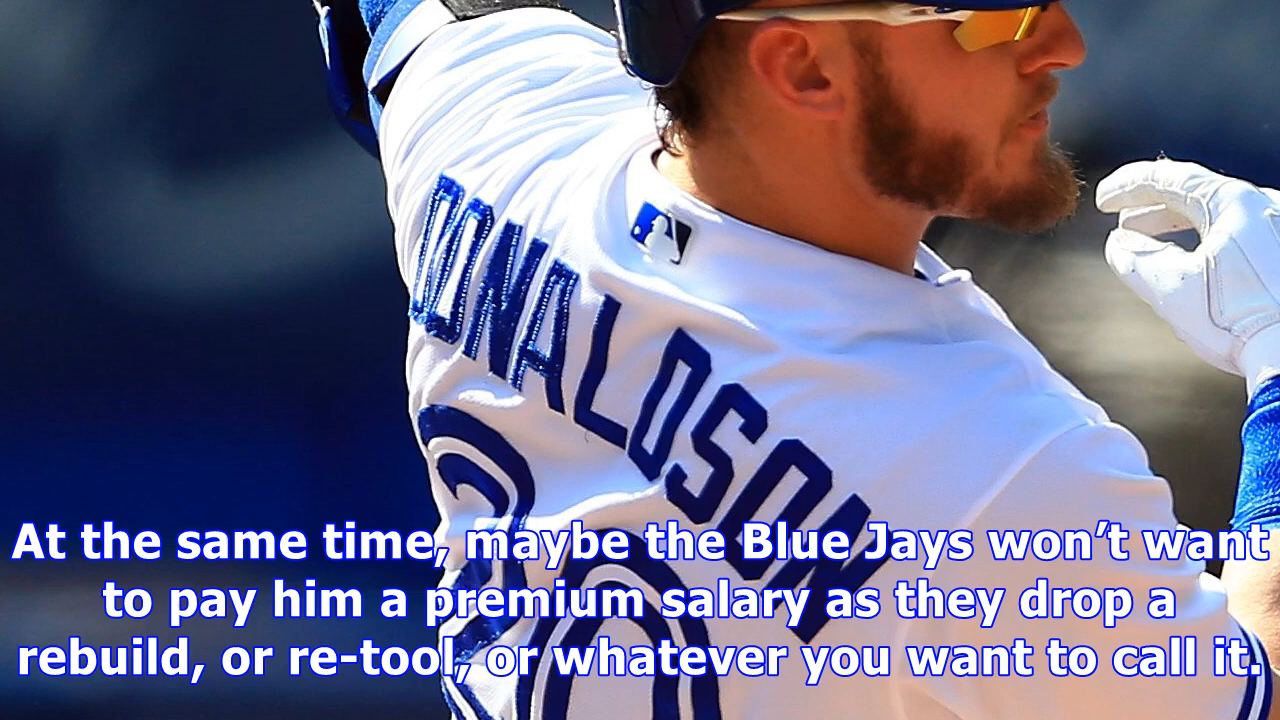 DONALDSON
20
At the same time, maybe the Blue Jays won’t want
to pay him a premium salary as they drop a
rebuild, or re-tool, or whatever you want to call it.